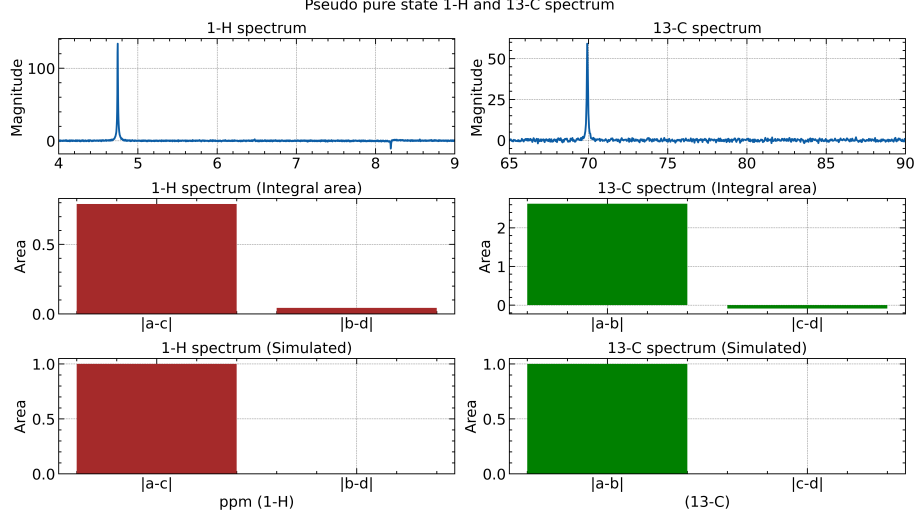 Pseudo pure state 1-H and 13-C spectrum
1-H spectrum
13-C spectrum
Magnitude
100
0
4 5 6 7 8 9
Magnitude
50
25
0
65 70 75 80 85 90
1-H spectrum (Integral area)
13-C spectrum (Integral area)
Area
0.5
0.0
|a-c| |b-d|
Area
2
1
0
|a-b| |c-d|
1-H spectrum (Simulated)
13-C spectrum (Simulated)
Area
1.0
0.5
0.0
|a-c| |b-d|
ppm (1-H)
Area
1.0
0.5
0.0
|a-b| |c-d|
(13-C)